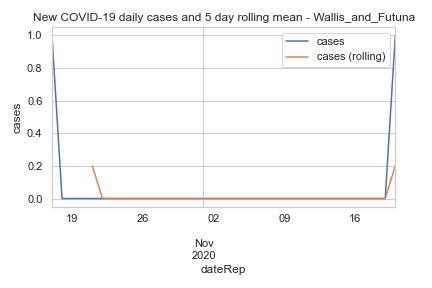 New COVID-19 daily cases and 5 day rolling mean - Wallis_and_Futuna
cases
cases (rolling)
1.0
0.8
0.6
0.4
0.2
0.0
cases
19 26 02 09 16
Nov
2020
dateRep